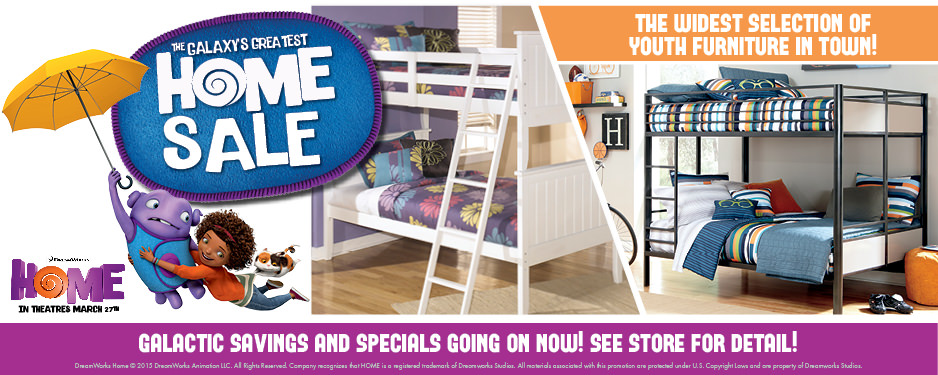 THE GALAXY'S GREATEST
HOME
SALE
THE WIDEST SELECTION OF
YOUTH FURNITURE IN TOWN!
H
DREAMWORKS
HOME
IN THEATRES MARCH 27TH
GALACTIC SAVINGS AND SPECIALS GOING ON NOW! SEE STORE FOR DETAIL!
DreamWorks Home © 2015 DreamWorks Animation LLC. All Rights Reserved. Company recognizes that HOME is a registered trademark of Dreamworks Studios. All materials associated with this promotion are protected under U.S. Copyright Laws and are property of Dreamworks Studios.